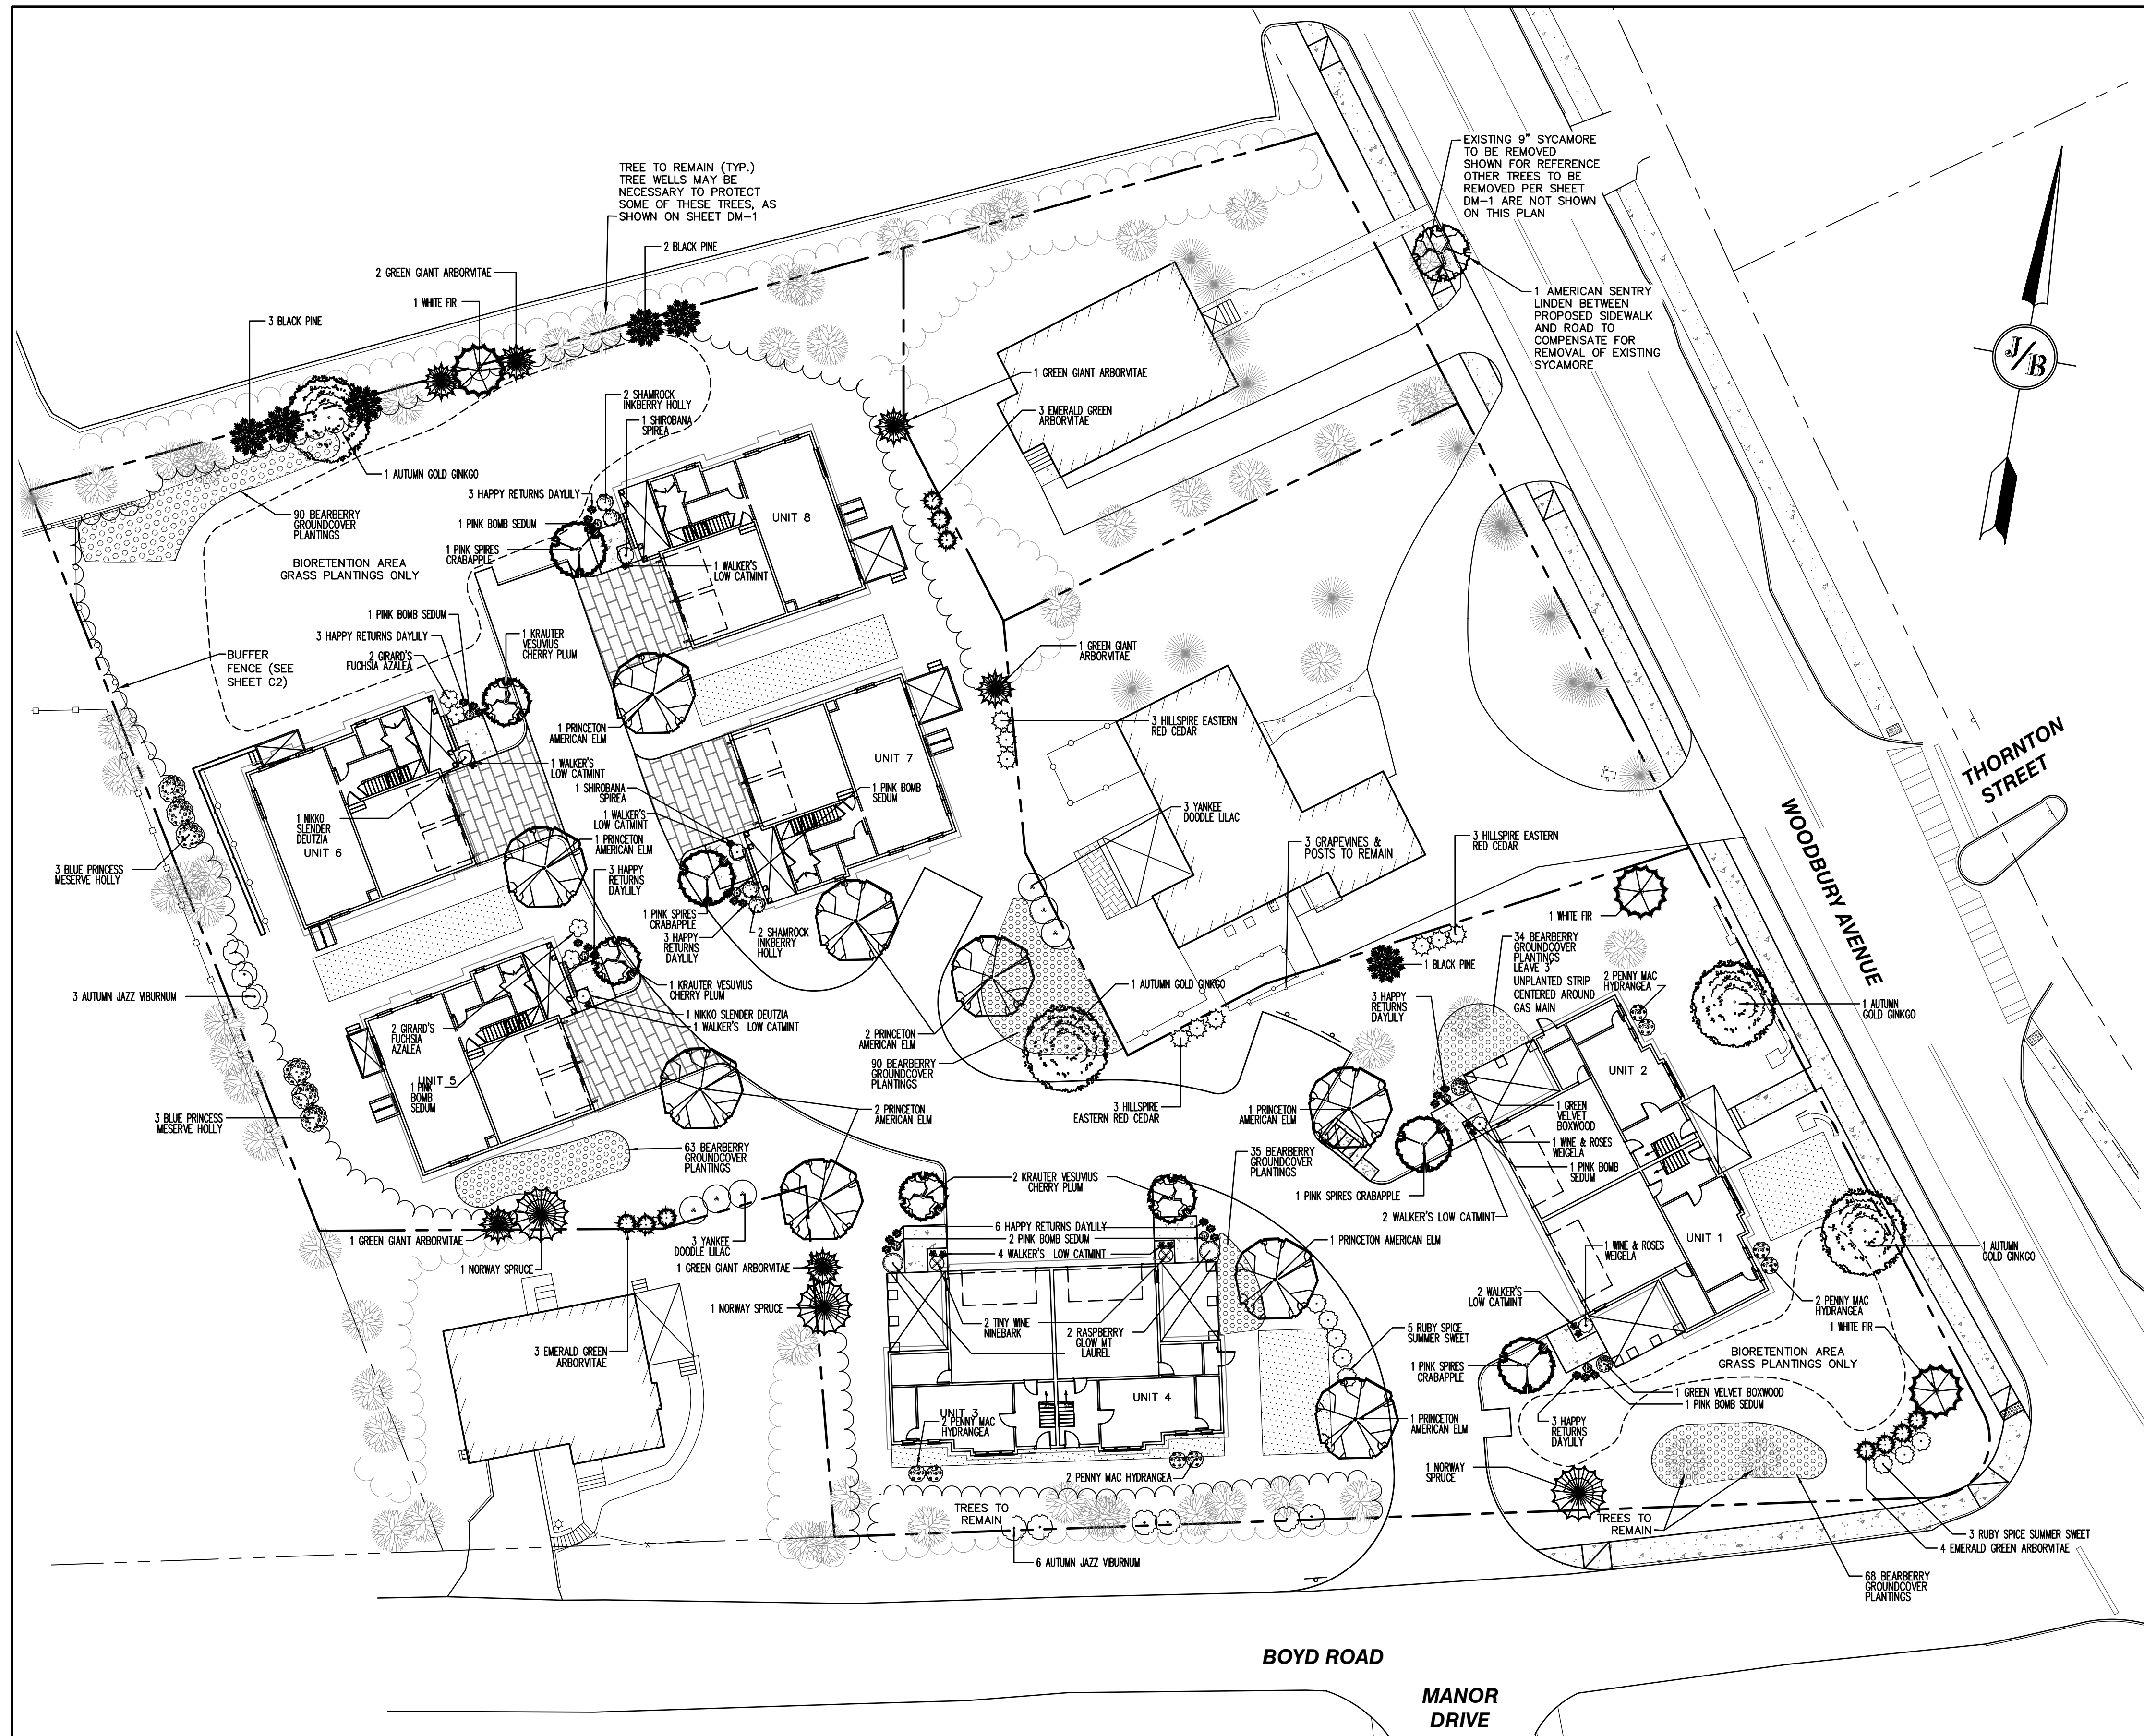 TREE TO REMAIN (TYP.)
TREE WELLS MAY BE
NECESSARY TO PROTECT
SOME OF THESE TREES, AS
SHOWN ON SHEET DM-1
EXISTING 9" SYCAMORE
TO BE REMOVED
SHOWN FOR REFERENCE
OTHER TREES TO BE
REMOVED PER SHEET
DM-1 ARE NOT SHOWN
ON THIS PLAN
2 BLACK PINE
2 GREEN GIANT ARBORVITAE
1 WHITE FIR
3 BLACK PINE
1 AMERICAN SENTRY
LINDEN BETWEEN
PROPOSED SIDEWALK
AND ROAD TO
COMPENSATE FOR
REMOVAL OF EXISTING
SYCAMORE
J/B
1 GREEN GIANT ARBORVITAE
2 SHAMROCK
INKBERRY HOLLY
1 SHIROBANA
SPIREA
3 EMERALD GREEN
ARBORVITAE
1 AUTUMN GOLD GINKGO
3 HAPPY RETURNS DAYLILY
90 BEARBERRY
GROUNDCOVER
PLANTINGS
1 PINK BOMB SEDUM
UNIT 8
1 PINK SPIRES
CRABAPPLE
BIORETENTION AREA
GRASS PLANTINGS ONLY
1 WALKER'S
LOW CATMINT
1 PINK BOMB SEDUM
3 HAPPY RETURNS DAYLILY
1 KRAUTER
VESUVIUS
CHERRY PLUM
2 GIRARD'S
FUCHSIA AZALEA
BUFFER
FENCE (SEE
SHEET C2)
1 GREEN GIANT
ARBORVITAE
1 PRINCETON
AMERICAN ELM
3 HILLSPIRE EASTERN
RED CEDAR
THORNTON
STREET
UNIT 7
1 WALKER'S
LOW CATMINT
1 SHIROBANA
SPIREA
1 PINK BOMB
SEDUM
1 WALKER'S
LOW CATMINT
3 YANKEE
DOODLE LILAC
WOODBURY AVENUE
1 NIKKO
SLENDER
DEUTZIA
UNIT 6
1 PRINCETON
AMERICAN ELM
3 GRAPEVINES &
POSTS TO REMAIN
3 HILLSPIRE EASTERN
RED CEDAR
3 BLUE PRINCESS
MESERVE HOLLY
3 HAPPY
RETURNS
DAYLILY
1 PINK SPIRES
CRABAPPLE
3 HAPPY
RETURNS
DAYLILY
2 SHAMROCK
INKBERRY
HOLLY
1 WHITE FIR
34 BEARBERRY
GROUNDCOVER
PLANTINGS
LEAVE 3'
UNPLANTED STRIP
CENTERED AROUND
GAS MAIN
1 BLACK PINE
2 PENNY MAC
HYDRANGEA
3 AUTUMN JAZZ VIBURNUM
1 KRAUTER VESUVIUS
CHERRY PLUM
1 AUTUMN GOLD GINKGO
3 HAPPY
RETURNS
DAYLILY
1 AUTUMN
GOLD GINKGO
1 NIKKO SLENDER DEUTZIA
1 WALKER'S LOW CATMINT
2 GIRARD'S
FUCHSIA
AZALEA
2 PRINCETON
AMERICAN ELM
90 BEARBERRY
GROUNDCOVER
PLANTINGS
UNIT 2
UNIT 5
1 PINK
BOMB
SEDUM
3 BLUE PRINCESS
MESERVE HOLLY
2 PRINCETON
AMERICAN ELM
3 HILLSPIRE
EASTERN RED CEDAR
1 PRINCETON
AMERICAN ELM
1 GREEN
VELVET
BOXWOOD
1 WINE & ROSES
WEIGELA
1 PINK BOMB
SEDUM
63 BEARBERRY
GROUNDCOVER
PLANTINGS
35 BEARBERRY
GROUNDCOVER
PLANTINGS
2 KRAUTER VESUVIUS
CHERRY PLUM
1 PINK SPIRES CRABAPPLE
2 WALKER'S LOW CATMINT
6 HAPPY RETURNS DAYLILY
2 PINK BOMB SEDUM
4 WALKER'S LOW CATMINT
1 PRINCETON AMERICAN ELM
1 GREEN GIANT ARBORVITAE
3 YANKEE
DOODLE LILAC
1 NORWAY SPRUCE
1 GREEN GIANT ARBORVITAE
1 NORWAY SPRUCE
UNIT 1
1 WINE & ROSES
WEIGELA
1 AUTUMN
GOLD GINKGO
2 WALKER'S
LOW CATMINT
2 PENNY MAC
HYDRANGEA
1 WHITE FIR
2 TINY WINE
NINEBARK
2 RASPBERRY
GLOW MT
LAUREL
5 RUBY SPICE
SUMMER SWEET
3 EMERALD GREEN
ARBORVITAE
BIORETENTION AREA
GRASS PLANTINGS ONLY
1 PINK SPIRES
CRABAPPLE
1 GREEN VELVET BOXWOOD
1 PINK BOMB SEDUM
UNIT 3
UNIT 4
2 PENNY MAC
HYDRANGEA
1 PRINCETON
AMERICAN ELM
3 HAPPY
RETURNS
DAYLILY
2 PENNY MAC HYDRANGEA
1 NORWAY
SPRUCE
TREES TO
REMAIN
TREES TO
REMAIN
3 RUBY SPICE SUMMER SWEET
4 EMERALD GREEN ARBORVITAE
6 AUTUMN JAZZ VIBURNUM
68 BEARBERRY
GROUNDCOVER
PLANTINGS
BOYD ROAD
MANOR
DRIVE